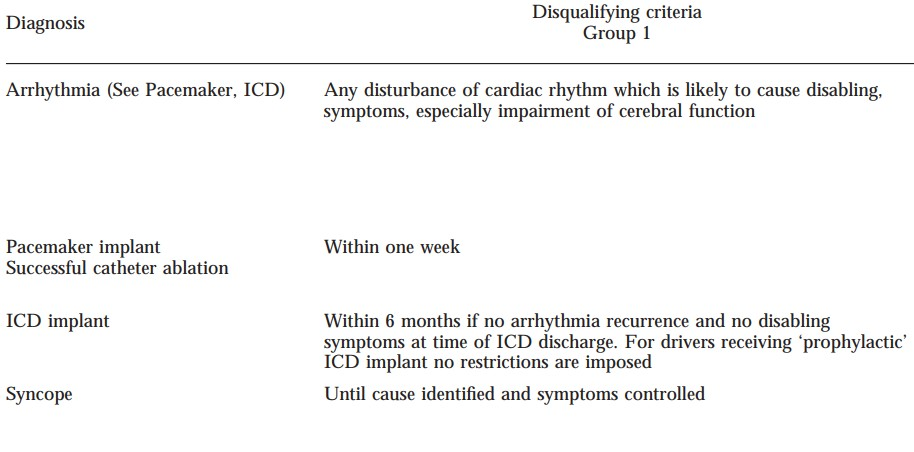 Diagnosis
Disqualifying criteria
Group 1
Arrhythmia (See Pacemaker, ICD)
Any disturbance of cardiac rhythm which is likely to cause disabling,
symptoms, especially impairment of cerebral function
Pacemaker implant
Within one week
Successful catheter ablation
ICD implant
Within 6 months if no arrhythmia recurrence and no disabling
symptoms at time of ICD discharge. For drivers receiving ‘prophylactic’
ICD implant no restrictions are imposed
Syncope
Until cause identified and symptoms controlled